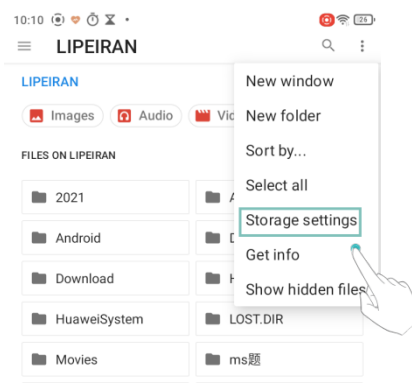 10:10
26
LIPEIRAN
LIPEIRAN
New window
Images
Audio
New folder
Sort by...
FILES ON LIPEIRAN
Select all
2021
Storage settings
Android
Get info
Download
Show hidden files
HuaweiSystem
LOST.DIR
Movies
ms题